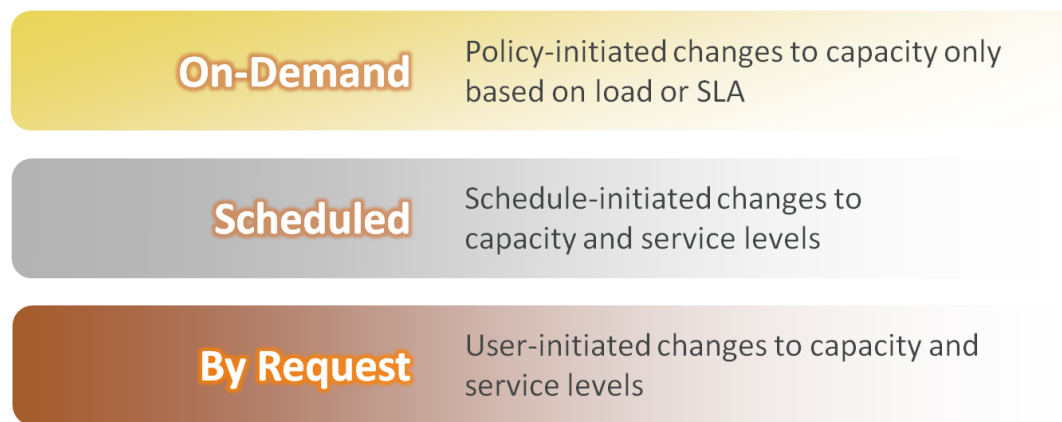 On-Demand
Policy-initiated changes to capacity only
based on load or SLA
Scheduled
Schedule-initiated changes to
capacity and service levels
By Request
User-initiated changes to capacity and
service levels